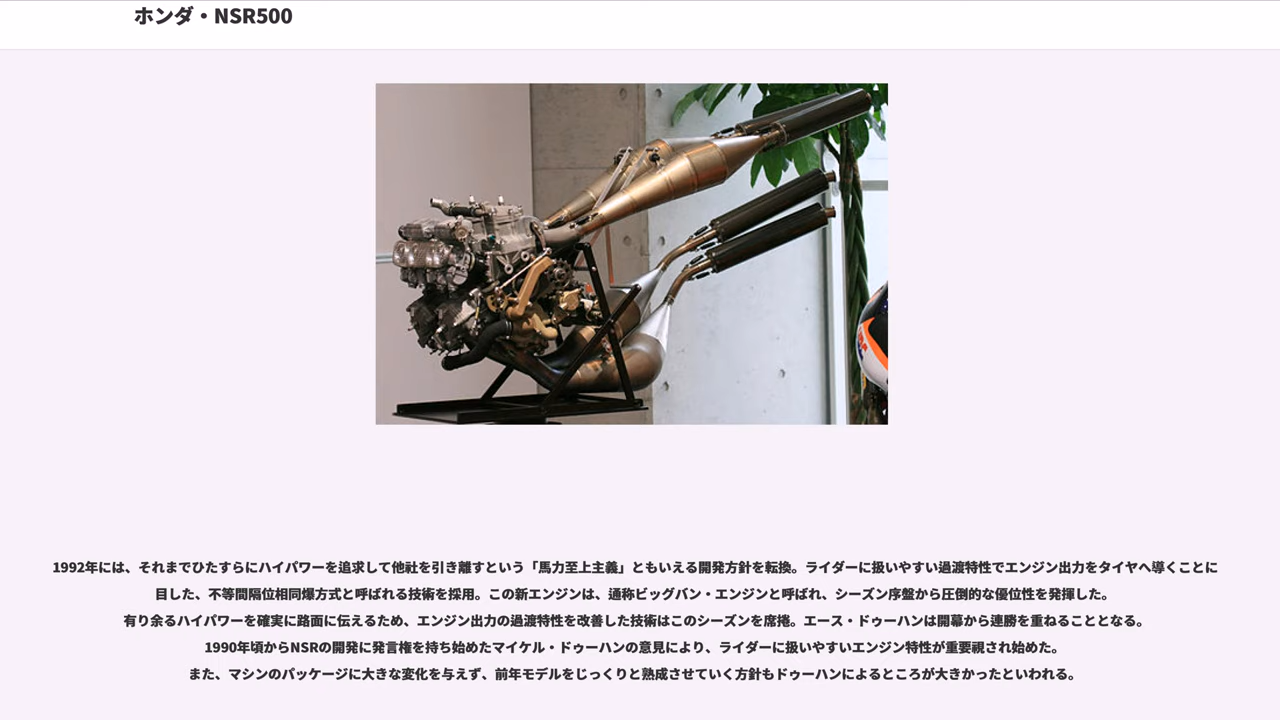 ホンダ・NSR500
1992年には、それまでひたすらにハイパワーを追求して他社を引き離すという「馬力至上主義」ともいえる開発方針を転換。ライダーに扱いやすい過渡特性でエンジン出力をタイヤへ導くことに
目した、不等間隔位相同爆方式と呼ばれる技術を採用。この新エンジンは、通称ビッグバン・エンジンと呼ばれ、シーズン序盤から圧倒的な優位性を発揮した。
有り余るハイパワーを確実に路面に伝えるため、エンジン出力の過渡特性を改善した技術はこのシーズンを席捲。エース・ドゥーハンは開幕から連勝を重ねることとなる。
1990年頃からNSRの開発に発言権を持ち始めたマイケル・ドゥーハンの意見により、ライダーに扱いやすいエンジン特性が重要視され始めた。
また、マシンのパッケージに大きな変化を与えず、前年モデルをじっくりと熟成させていく方針もドゥーハンによるところが大きかったといわれる。